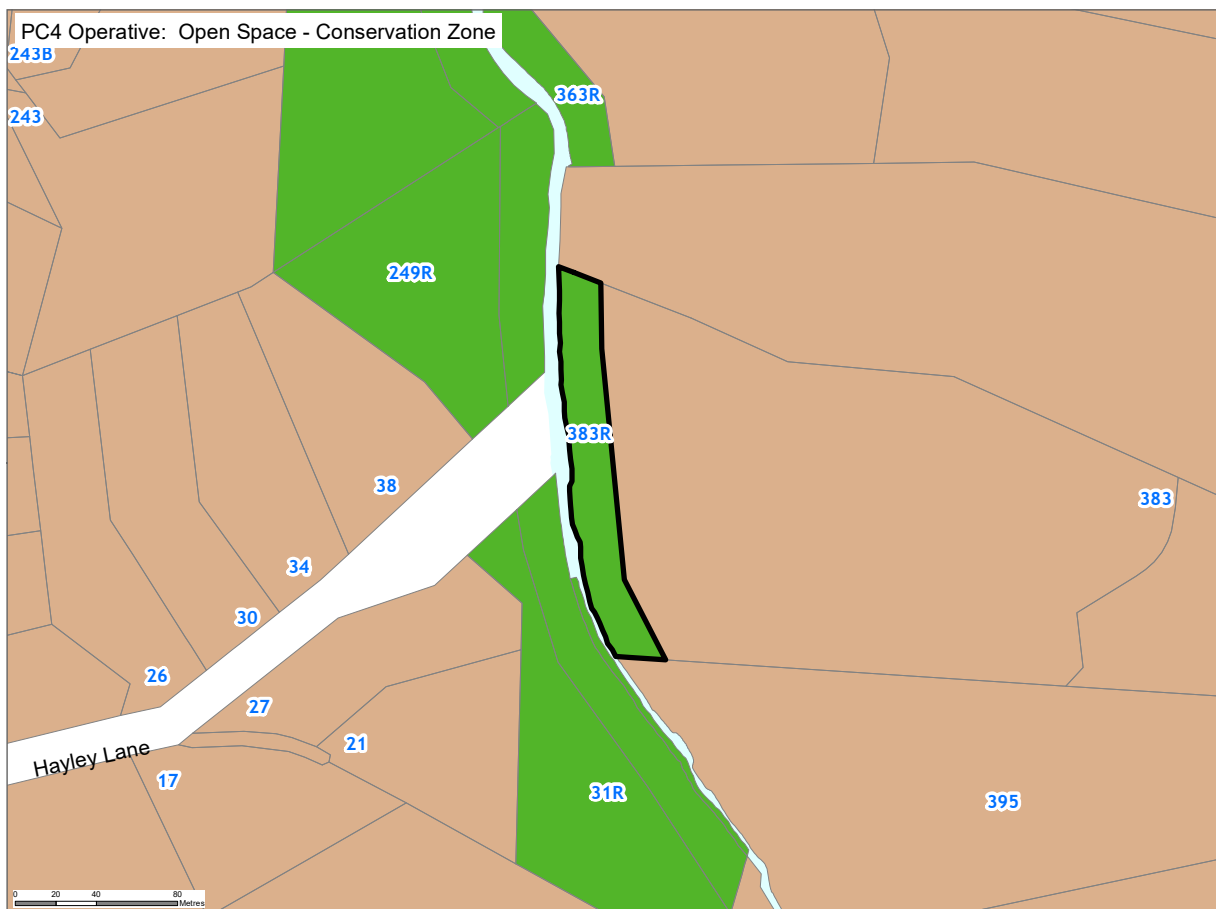 PC4 Operative:  Open Space - Conservation Zone
243B
363R
243
249R
383R
38
383
34
30
26
27
21
Hayley Lane
17
31R
395
0 20 40 80
Metres